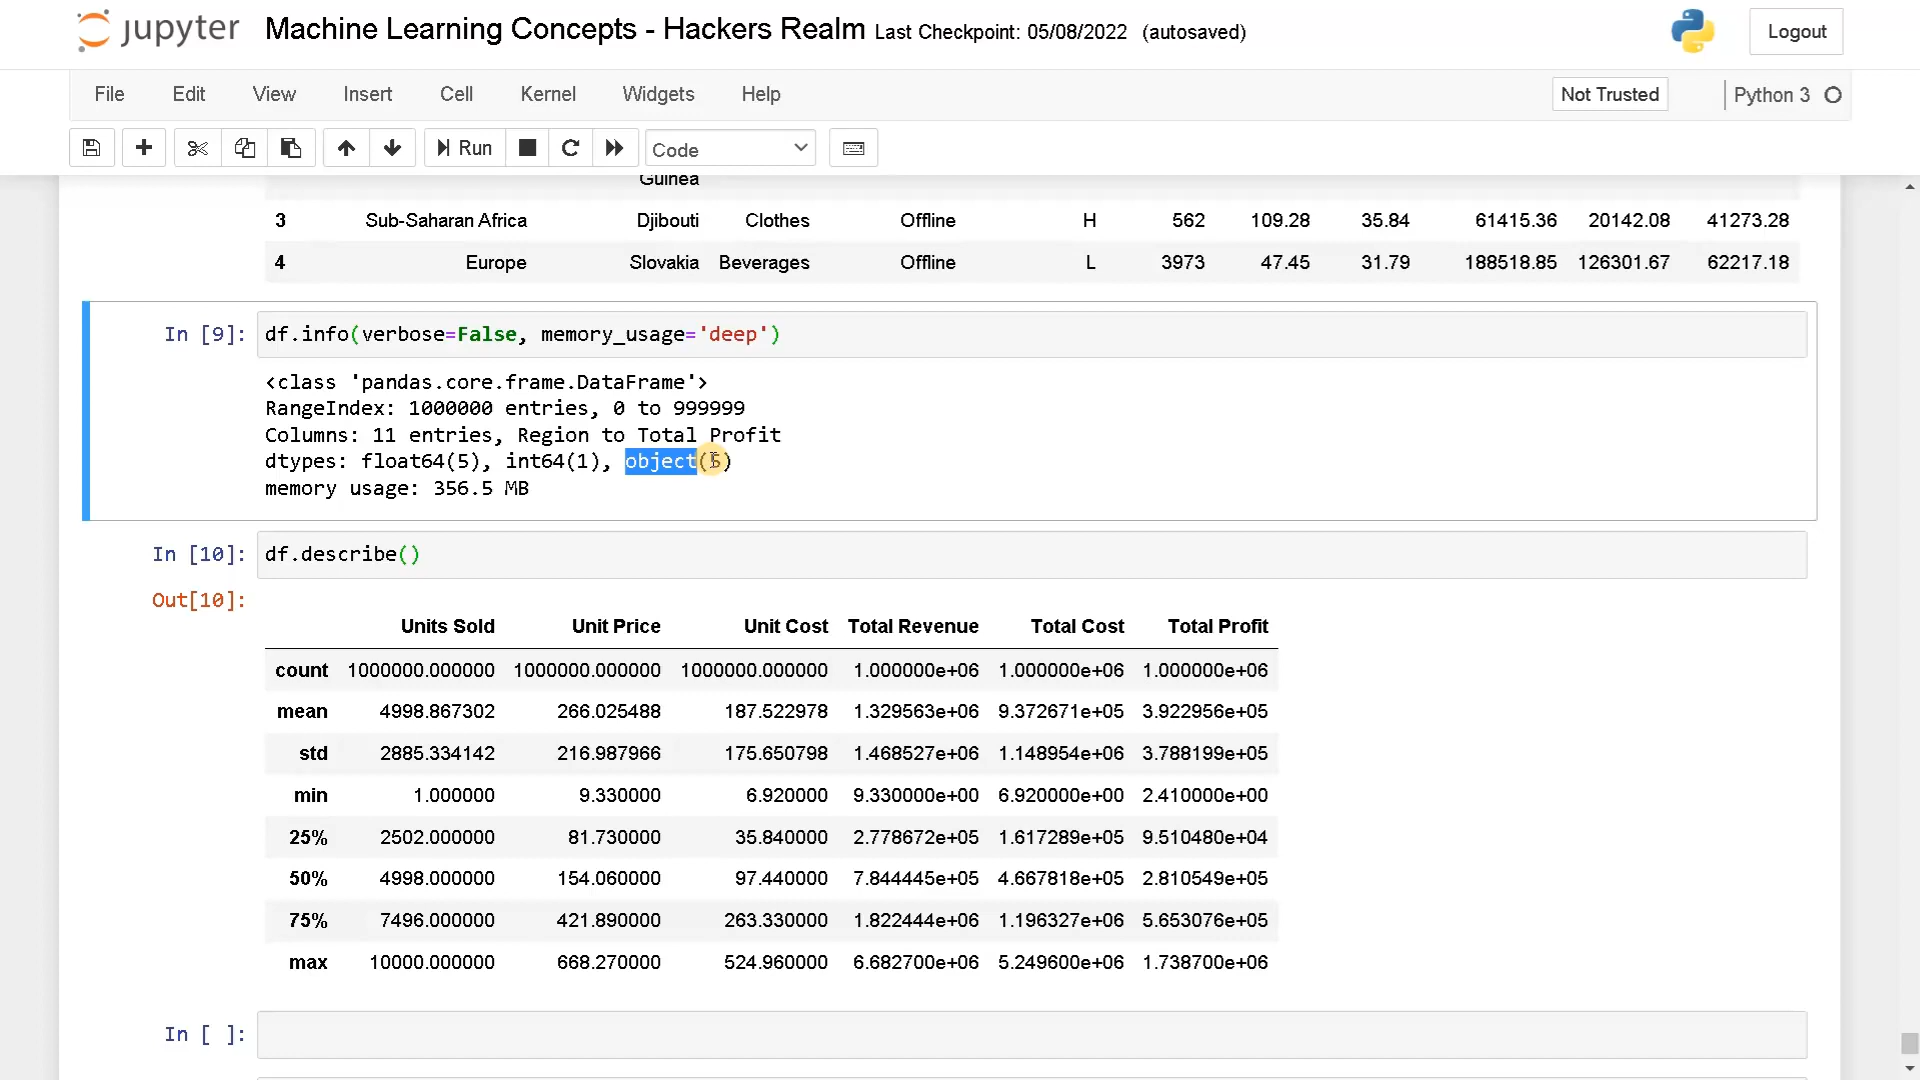 jupyter Machine Learning Concepts - Hackers Realm Last Checkpoint: 05/08/2022 (autosaved) Logout
File Edit View Insert Cell Kernel Widgets Help Not Trusted Python 3
Run Code
Guinea
3 Sub-Saharan Africa Djibouti Clothes Offline H 562 109.28 35.84 61415.36 20142.08 41273.28
4 Europe Slovakia Beverages Offline L 3973 47.45 31.79 188518.85 126301.67 62217.18
In [9]: df.info(verbose=False, memory_usage='deep')
<class 'pandas.core.frame.DataFrame'>
RangeIndex: 1000000 entries, 0 to 999999
Columns: 11 entries, Region to Total Profit
dtypes: float64(5), int64(1), object(5)
memory usage: 356.5 MB
In [10]: df.describe()
Out[10]:
Units Sold Unit Price Unit Cost Total Revenue Total Cost Total Profit
count 1000000.000000 1000000.000000 1000000.000000 1.000000e+06 1.000000e+06 1.000000e+06
mean 4998.867302 266.025488 187.522978 1.329563e+06 9.372671e+05 3.922956e+05
std 2885.334142 216.987966 175.650798 1.468527e+06 1.148954e+06 3.788199e+05
min 1.000000 9.330000 6.920000 9.330000e+00 6.920000e+00 2.410000e+00
25% 2502.000000 81.730000 35.840000 2.778672e+05 1.617289e+05 9.510480e+04
50% 4998.000000 154.060000 97.440000 7.844445e+05 4.667818e+05 2.810549e+05
75% 7496.000000 421.890000 263.330000 1.822444e+06 1.196327e+06 5.653076e+05
max 10000.000000 668.270000 524.960000 6.682700e+06 5.249600e+06 1.738700e+06
In [ ]: